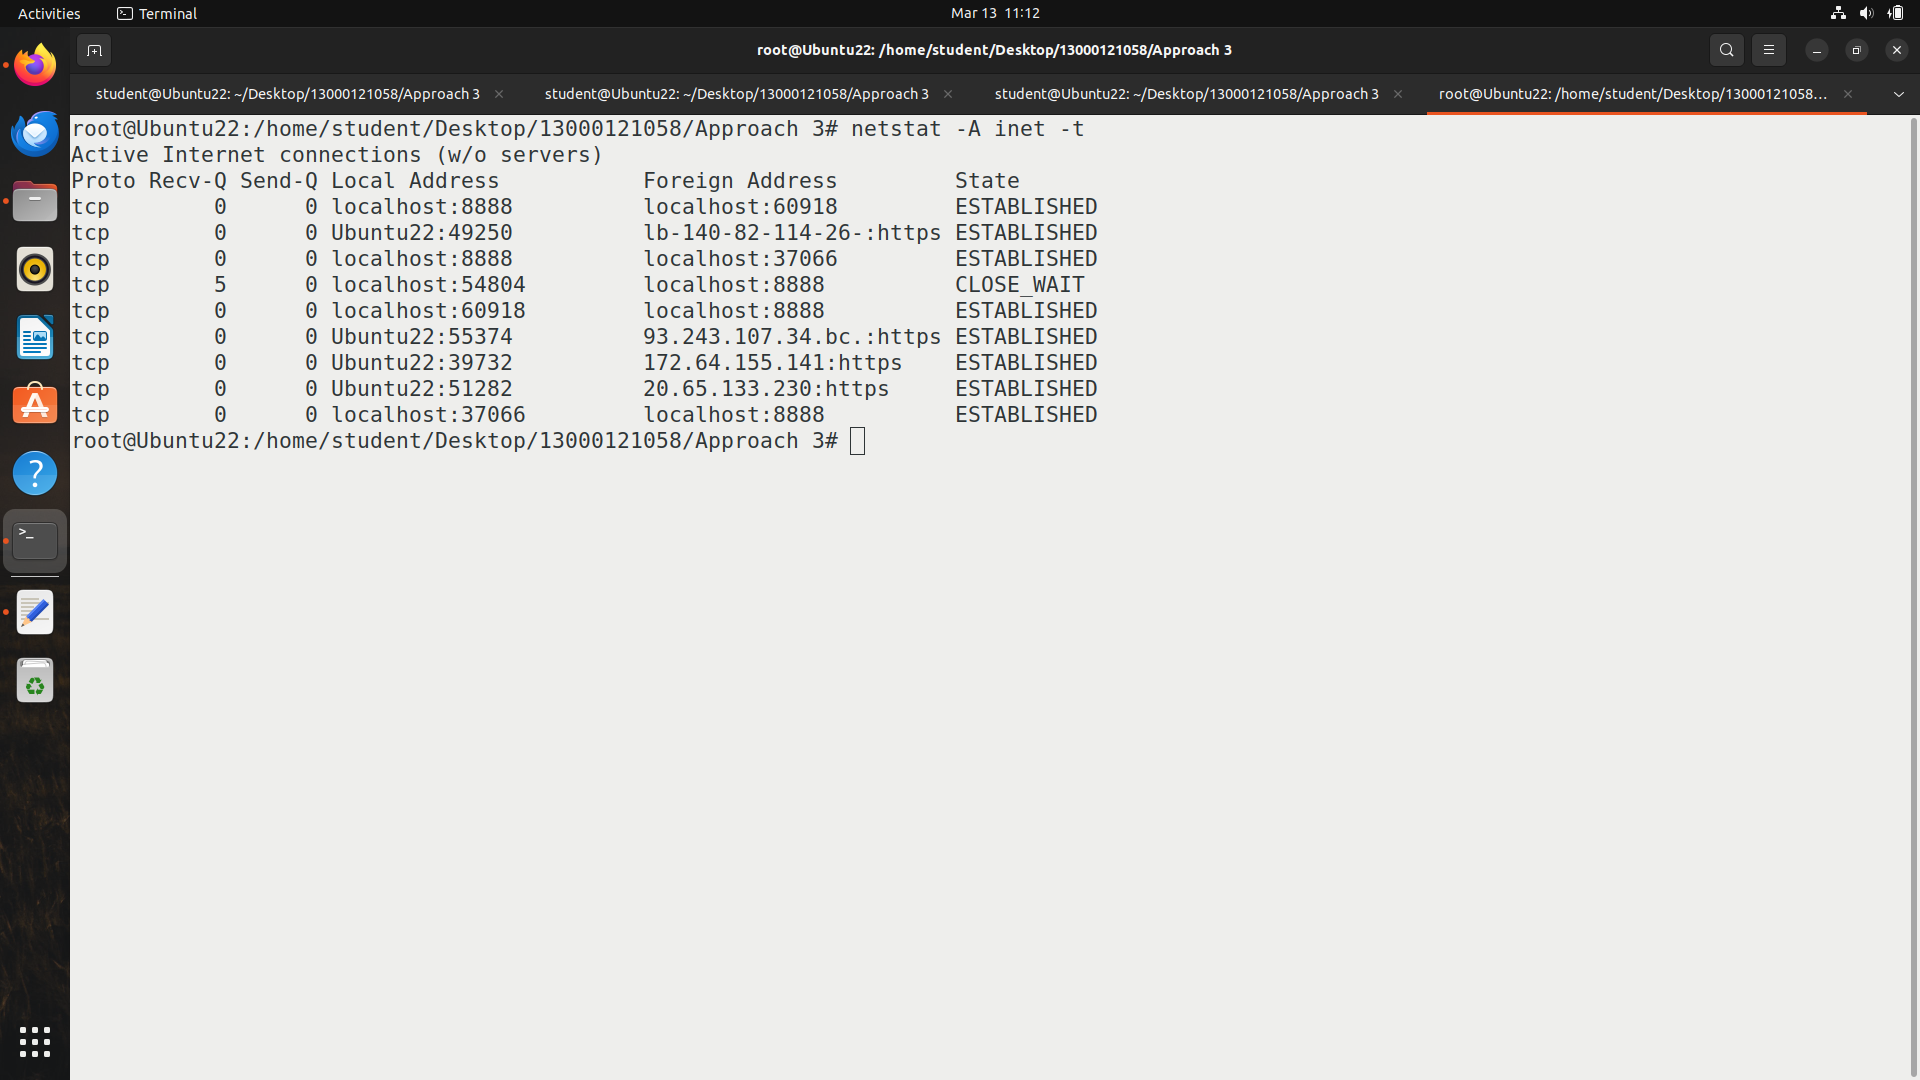 Activities Terminal Mar 13 11:12
root@Ubuntu22: /home/student/Desktop/13000121058/Approach 3
student@Ubuntu22: ~/Desktop/13000121058/Approach 3 student@Ubuntu22: ~/Desktop/13000121058/Approach 3 student@Ubuntu22: ~/Desktop/13000121058/Approach 3 root@Ubuntu22: /home/student/Desktop/13000121058...
root@Ubuntu22:/home/student/Desktop/13000121058/Approach 3# netstat -A inet -t
Active Internet connections (w/o servers)
Proto Recv-Q Send-Q Local Address           Foreign Address         State
tcp        0      0 localhost:8888          localhost:60918         ESTABLISHED
tcp        0      0 Ubuntu22:49250          lb-140-82-114-26-:https ESTABLISHED
tcp        0      0 localhost:8888          localhost:37066         ESTABLISHED
tcp        5      0 localhost:54804         localhost:8888          CLOSE_WAIT
tcp        0      0 localhost:60918         localhost:8888          ESTABLISHED
tcp        0      0 Ubuntu22:55374          93.243.107.34.bc.:https ESTABLISHED
tcp        0      0 Ubuntu22:39732          172.64.155.141:https    ESTABLISHED
tcp        0      0 Ubuntu22:51282          20.65.133.230:https     ESTABLISHED
tcp        0      0 localhost:37066         localhost:8888          ESTABLISHED
root@Ubuntu22:/home/student/Desktop/13000121058/Approach 3#